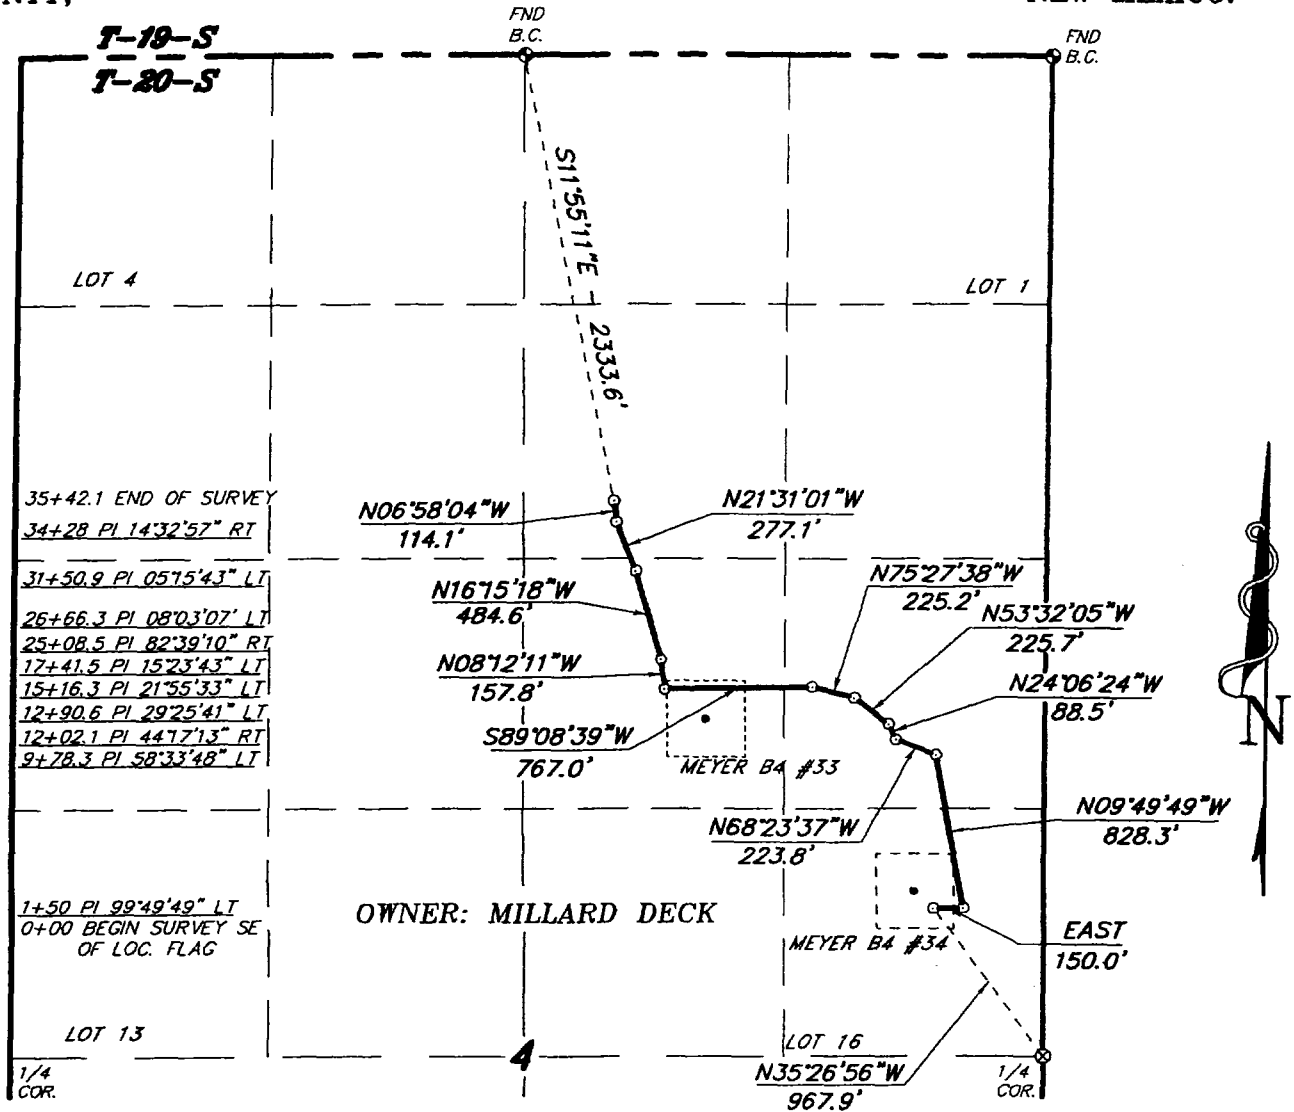 T-19-S
T-20-S
FND
B.C.
FND
B.C.
S11°55'11"E - 2333.6'
LOT 4
LOT 1
35+42.1 END OF SURVEY
34+28 PI 14°32'57" RT
31+50.9 PI 05°15'43" LT
26+66.3 PI 08°03'07' LT
25+08.5 PI 82°39'10" RT
17+41.5 PI 15°23'43" LT
15+16.3 PI 21°55'33" LT
12+90.6 PI 29°25'41" LT
12+02.1 PI 44°17'13" RT
9+78.3 PI 58°33'48" LT
1+50 PI 99°49'49" LT
0+00 BEGIN SURVEY SE
OF LOC. FLAG
N06°58'04"W
114.1'
N21°31'01"W
277.1'
N16°15'18"W
484.6'
N75°27'38"W
225.2'
N53°32'05"W
225.7'
N08°12'11"W
157.8'
N24°06'24"W
88.5'
S89°08'39"W
767.0'
MEYER B4 #33
N68°23'37"W
223.8'
N09°49'49"W
828.3'
OWNER: MILLARD DECK
MEYER B4 #34
EAST
150.0'
LOT 13
4
LOT 16
N35°26'56"W
967.9'
1/4
COR.
1/4
COR.
N